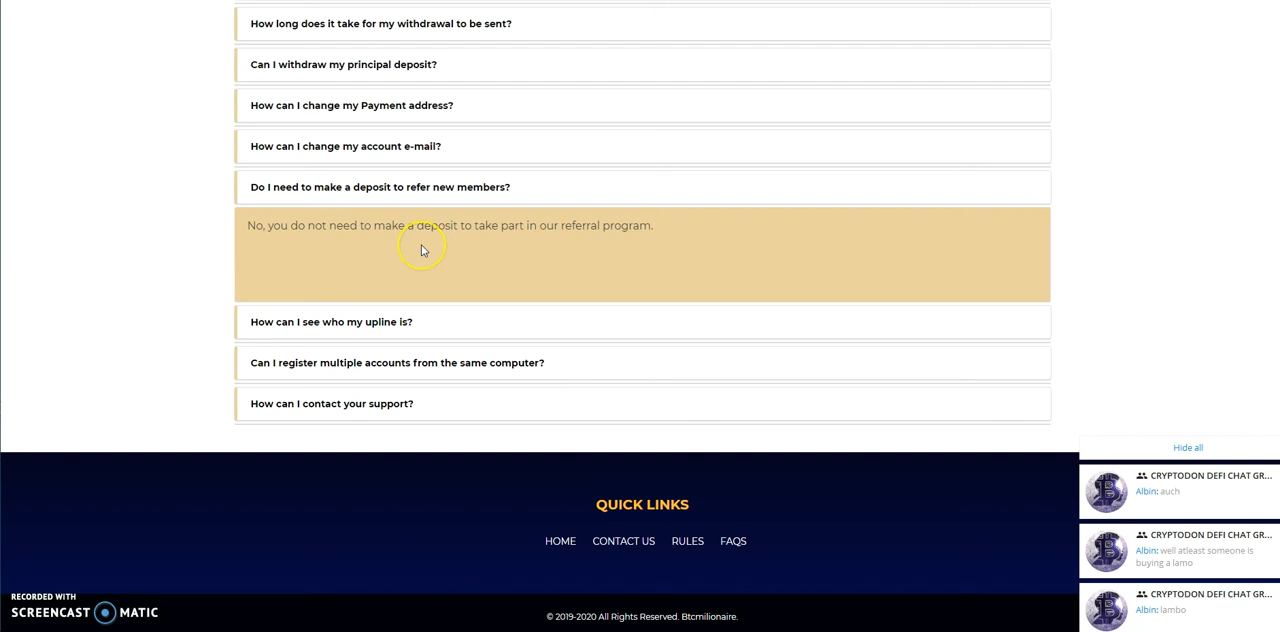 How long does it take for my withdrawal to be sent?
Can I withdraw my principal deposit?
How can I change my Payment address?
How can I change my account e-mail?
Do I need to make a deposit to refer new members?
No, you do not need to make a deposit to take part in our referral program.
How can I see who my upline is?
Can I register multiple accounts from the same computer?
How can I contact your support?
Hide all
CRYPTODON DEFI CHAT GR...
Albin: auch
CRYPTODON DEFI CHAT GR...
Albin: well atleast someone is
buying a lamo
CRYPTODON DEFI CHAT GR...
Albin: lambo
QUICK LINKS
HOME CONTACT US RULES FAQS
RECORDED WITH
SCREENCAST MATIC
© 2019-2020 All Rights Reserved. Btcmilionaire.